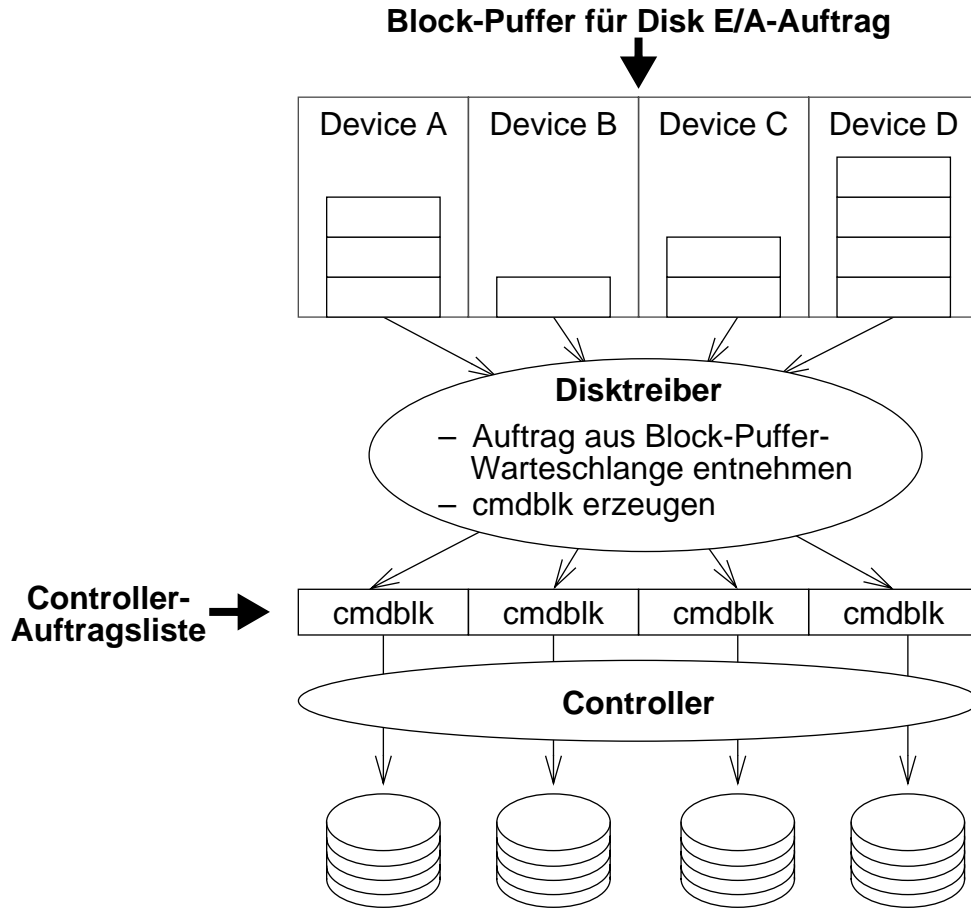 Block-Puffer für Disk E/A-Auftrag
Device A
Device B
Device C
Device D
Disktreiber
– Auftrag aus Block-Puffer-
Warteschlange entnehmen
– cmdblk erzeugen
Controller-
Auftragsliste
cmdblk
cmdblk
cmdblk
cmdblk
Controller